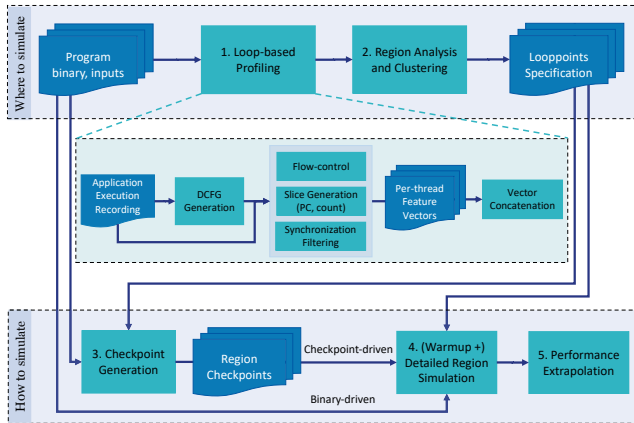 Where to simulate
Program
binary, inputs
1. Loop-based
Profiling
2. Region Analysis
and Clustering
Looppoints
Specification
Application
Execution
Recording
DCFG
Generation
Flow-control
Slice Generation
(PC, count)
Synchronization
Filtering
Per-thread
Feature
Vectors
Vector
Concatenation
How to simulate
3. Checkpoint
Generation
Region
Checkpoints
Checkpoint-driven
Binary-driven
4. (Warmup +)
Detailed Region
Simulation
5. Performance
Extrapolation